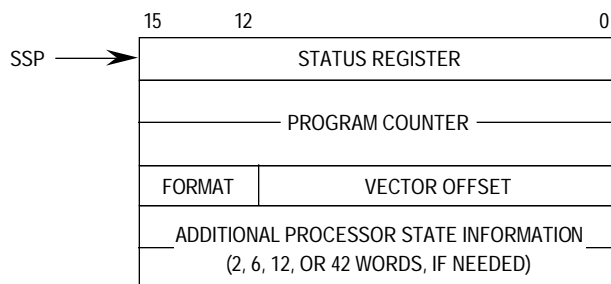 15 12 0
SSP STATUS REGISTER
PROGRAM COUNTER
FORMAT VECTOR OFFSET
ADDITIONAL PROCESSOR STATE INFORMATION
(2, 6, 12, OR 42 WORDS, IF NEEDED)